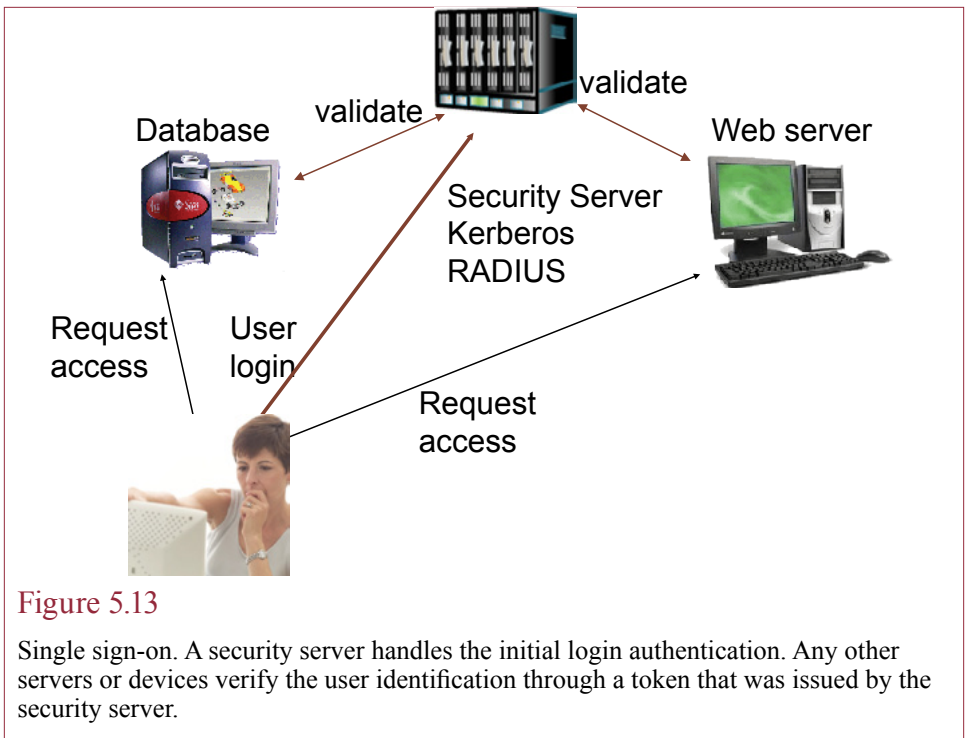 validate
validate
Database
Web server
Security Server
Kerberos
RADIUS
Request
access
User
login
Request
access
Figure 5.13
Single sign-on. A security server handles the initial login authentication. Any other
servers or devices verify the user identification through a token that was issued by the
security server.